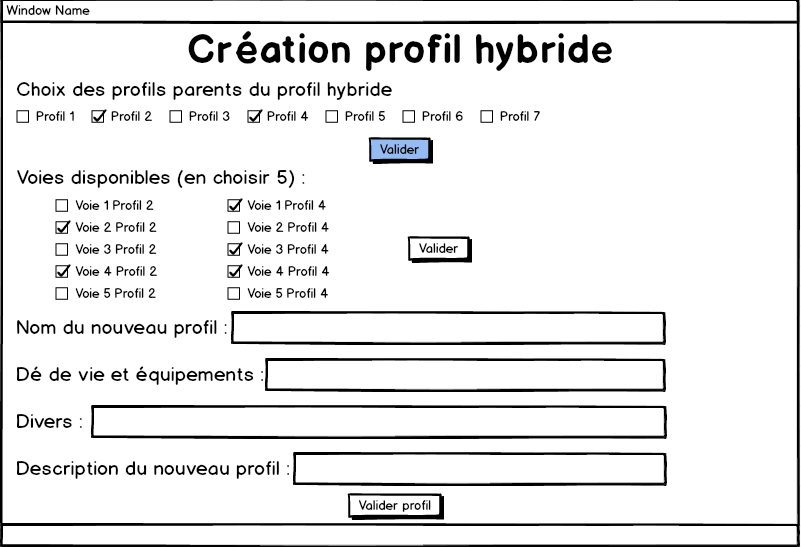 Window Name
Création profil hybride
Choix des profils parents du profil hybride
Profil 1 Profil 2 Profil 3 Profil 4 Profil 5 Profil 6 Profil 7
Valider
Voies disponibles (en choisir 5) :
Voie 1 Profil 2 Voie 1 Profil 4
Voie 2 Profil 2 Voie 2 Profil 4
Voie 3 Profil 2 Voie 3 Profil 4 Valider
Voie 4 Profil 2 Voie 4 Profil 4
Voie 5 Profil 2 Voie 5 Profil 4
Nom du nouveau profil :
Dé de vie et équipements :
Divers :
Description du nouveau profil :
Valider profil